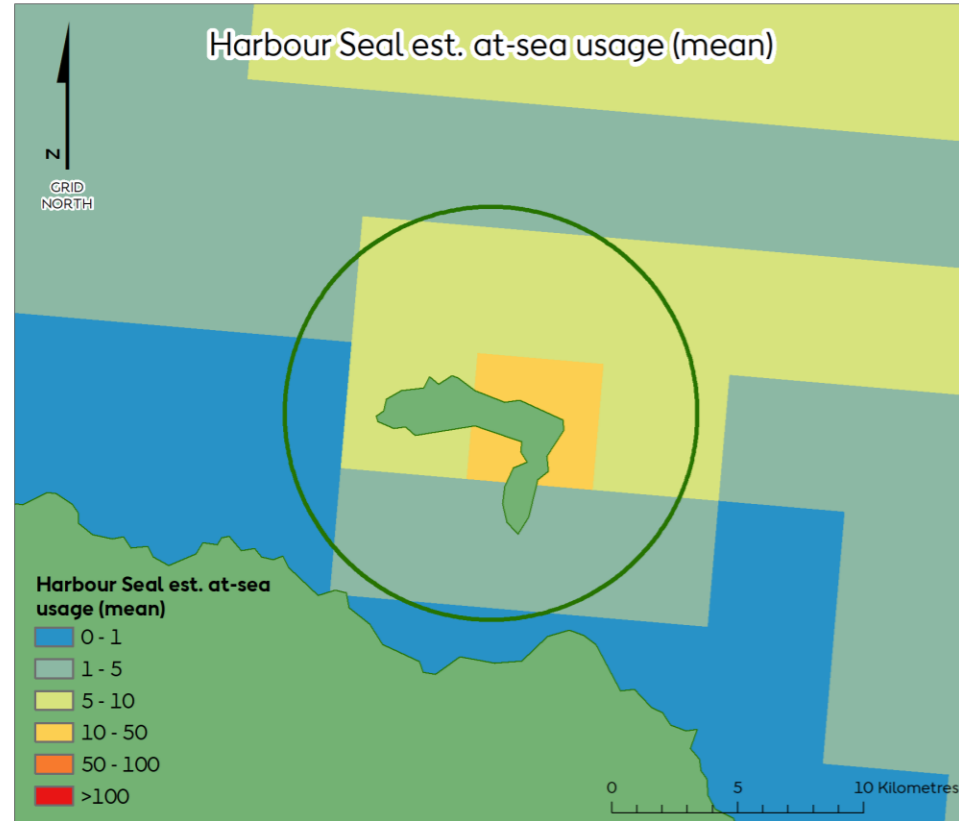 Harbour Seal est. at-sea usage (mean)
N
GRID
NORTH
Harbour Seal est. at-sea
usage (mean)
0 - 1
1 - 5
5 - 10
10 - 50
50 - 100
>100
0 5 10 Kilometres